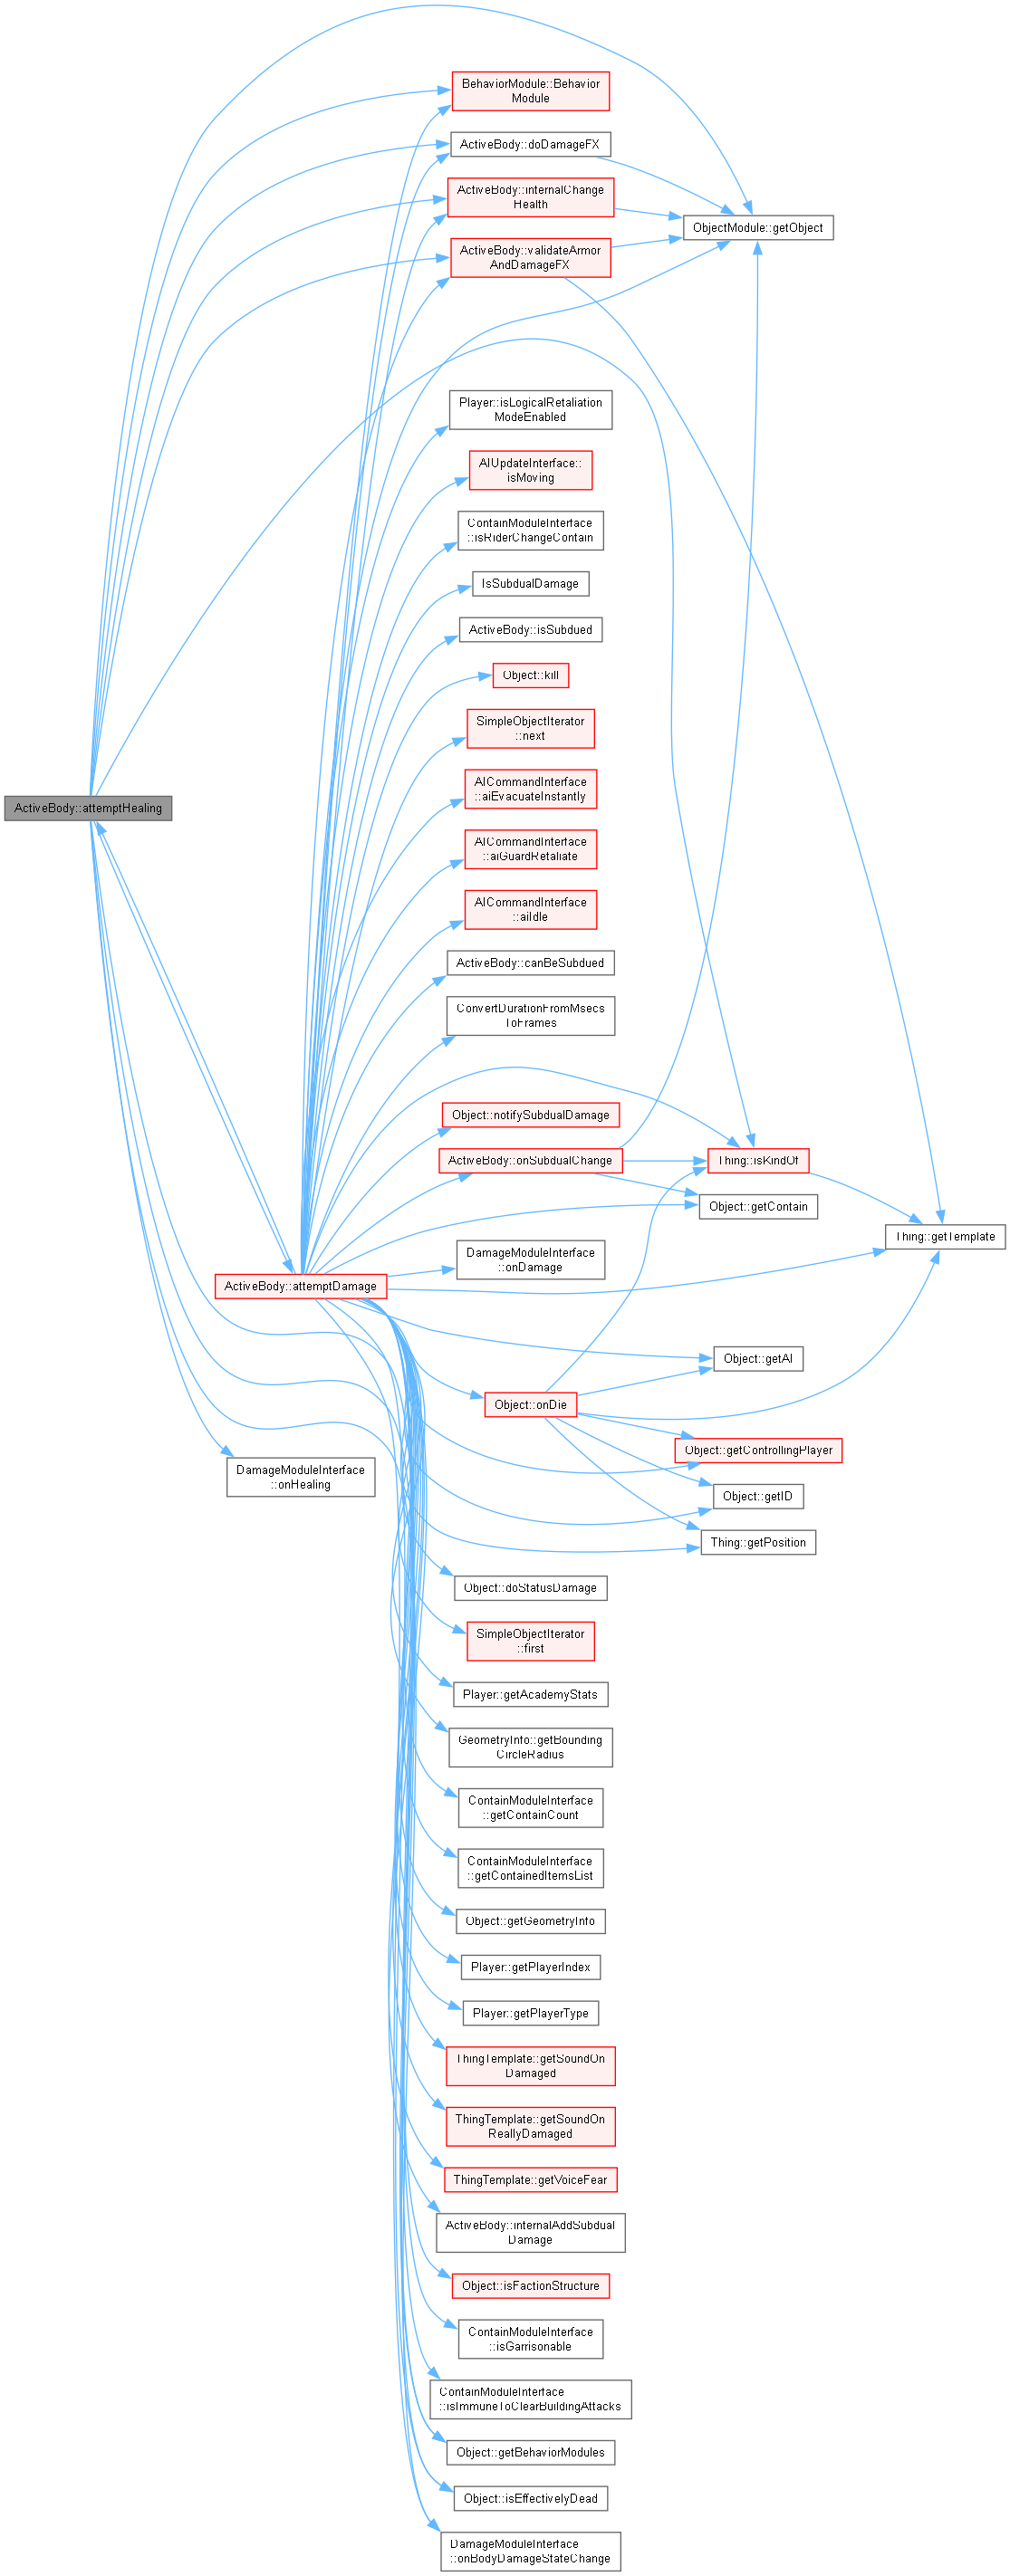 BehaviorModule::Behavior
Module
ActiveBody::doDamageFX
ActiveBody::internalChange
Health
ObjectModule::getObject
ActiveBody::validateArmor
AndDamageFX
Player::isLogicalRetaliation
ModeEnabled
AIUpdateInterface::
isMoving
ContainModuleInterface
::isRiderChangeContain
IsSubdualDamage
ActiveBody::isSubdued
Object::kill
SimpleObjectIterator
::next
AICommandInterface
::aiEvacuateInstantly
ActiveBody::attemptHealing
AICommandInterface
::aiGuardRetaliate
AICommandInterface
::aiIdle
ActiveBody::canBeSubdued
ConvertDurationFromMsecs
ToFrames
Object::notifySubdualDamage
ActiveBody::onSubdualChange
Thing::isKindOf
Object::getContain
Thing::getTemplate
DamageModuleInterface
::onDamage
ActiveBody::attemptDamage
Object::getAI
Object::onDie
Object::getControllingPlayer
DamageModuleInterface
::onHealing
Object::getID
Thing::getPosition
Object::doStatusDamage
SimpleObjectIterator
::first
Player::getAcademyStats
GeometryInfo::getBounding
CircleRadius
ContainModuleInterface
::getContainCount
ContainModuleInterface
::getContainedItemsList
Object::getGeometryInfo
Player::getPlayerIndex
Player::getPlayerType
ThingTemplate::getSoundOn
Damaged
ThingTemplate::getSoundOn
ReallyDamaged
ThingTemplate::getVoiceFear
ActiveBody::internalAddSubdual
Damage
Object::isFactionStructure
ContainModuleInterface
::isGarrisonable
ContainModuleInterface
::isImmuneToClearBuildingAttacks
Object::getBehaviorModules
Object::isEffectivelyDead
DamageModuleInterface
::onBodyDamageStateChange